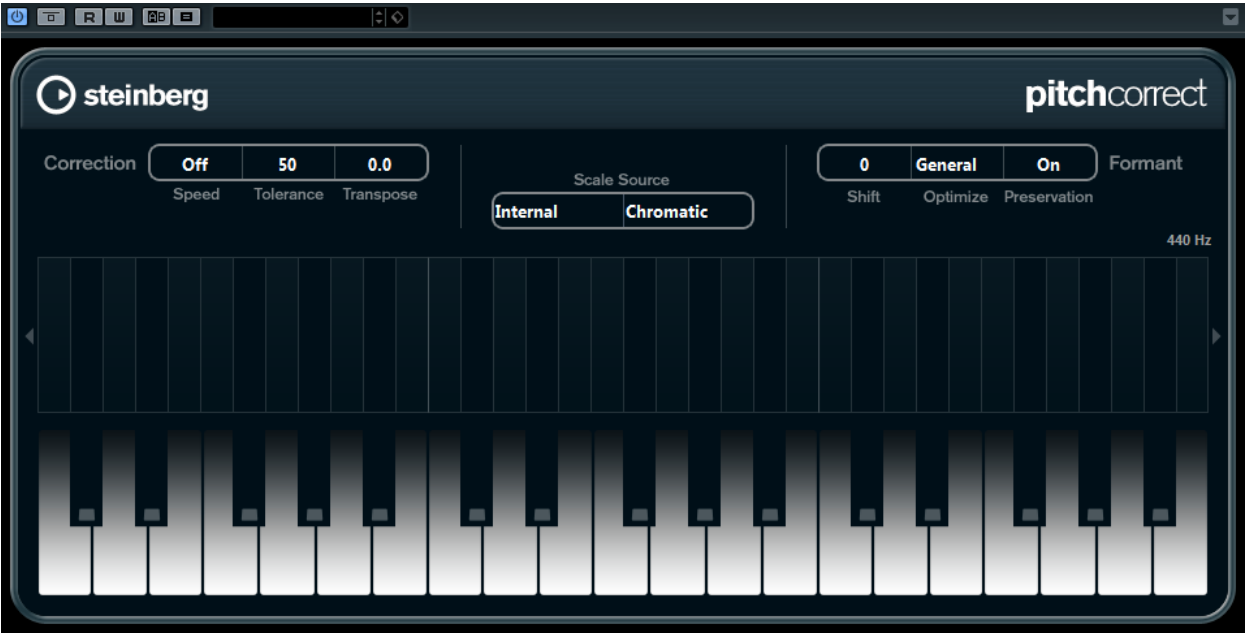 R W AB
steinberg
pitchcorrect
Correction Off 50 0.0
Speed Tolerance Transpose
Scale Source
Internal Chromatic
0 General On Formant
Shift Optimize Preservation
440 Hz